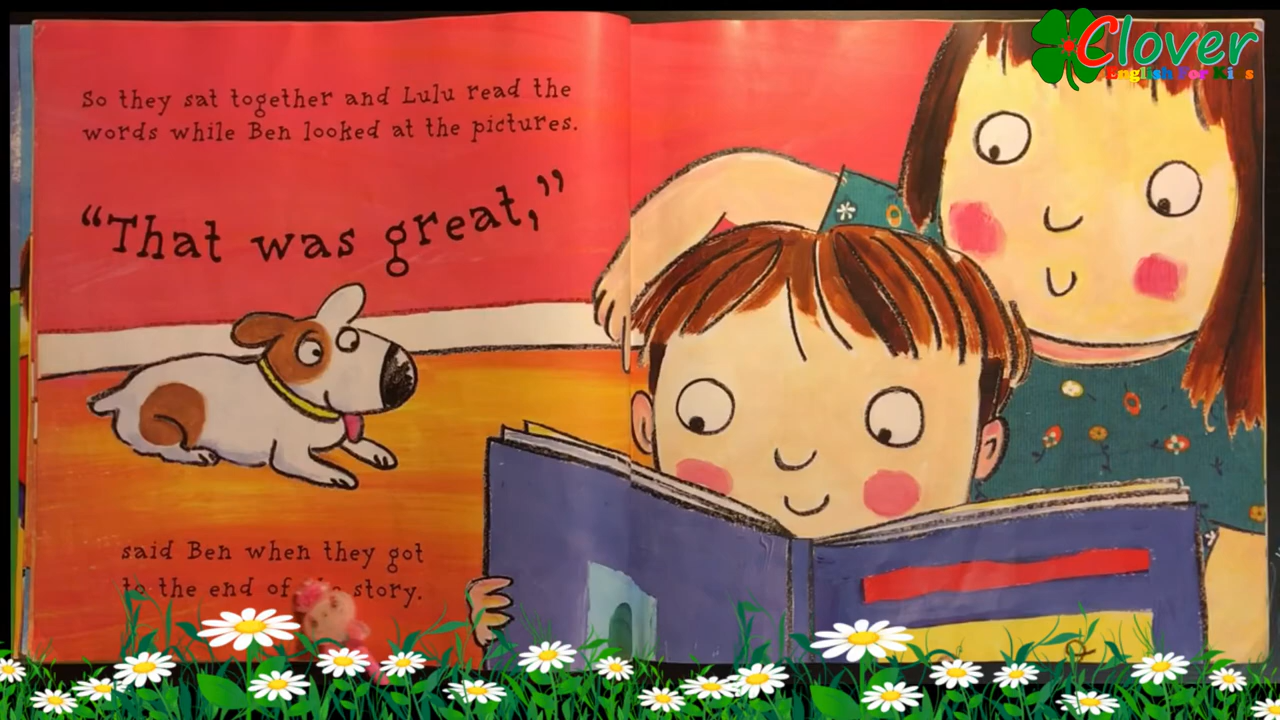 So they sat together and Lulu read the
words while Ben looked at the pictures.
"That was great,"
said Ben when they got
to the end of story.
Clover
English For Kids